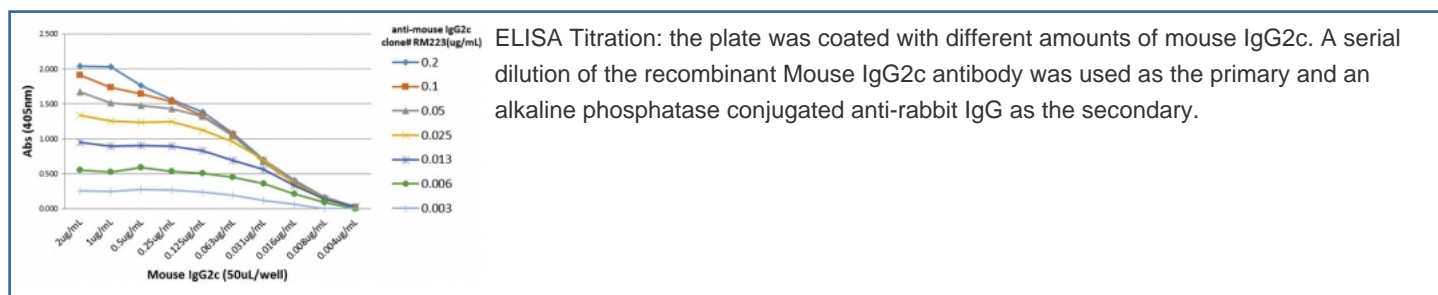 anti-mouse IgG2c
clone# RM223(ug/mL)
2.500
2.000
1.500
1.000
0.500
0.000
Abs (405nm)
0.2
0.1
0.05
0.025
0.013
0.006
0.003
2ug/mL
1ug/mL
0.5ug/mL
0.25ug/mL
0.125ug/mL
0.063ug/mL
0.031ug/mL
0.016ug/mL
0.008ug/mL
0.004ug/mL
Mouse IgG2c (50uL/well)
ELISA Titration: the plate was coated with different amounts of mouse IgG2c. A serial
dilution of the recombinant Mouse IgG2c antibody was used as the primary and an
alkaline phosphatase conjugated anti-rabbit IgG as the secondary.